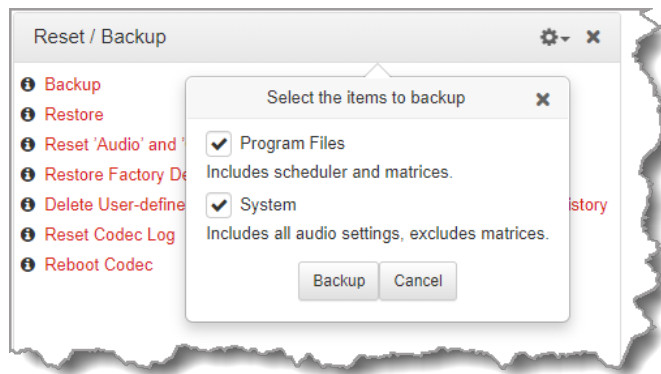 Reset / Backup
Backup
Restore
Reset 'Audio' and '
Restore Factory De
Delete User-define
istory
Reset Codec Log
Reboot Codec
Select the items to backup
Program Files
Includes scheduler and matrices.
System
Includes all audio settings, excludes matrices.
Backup
Cancel